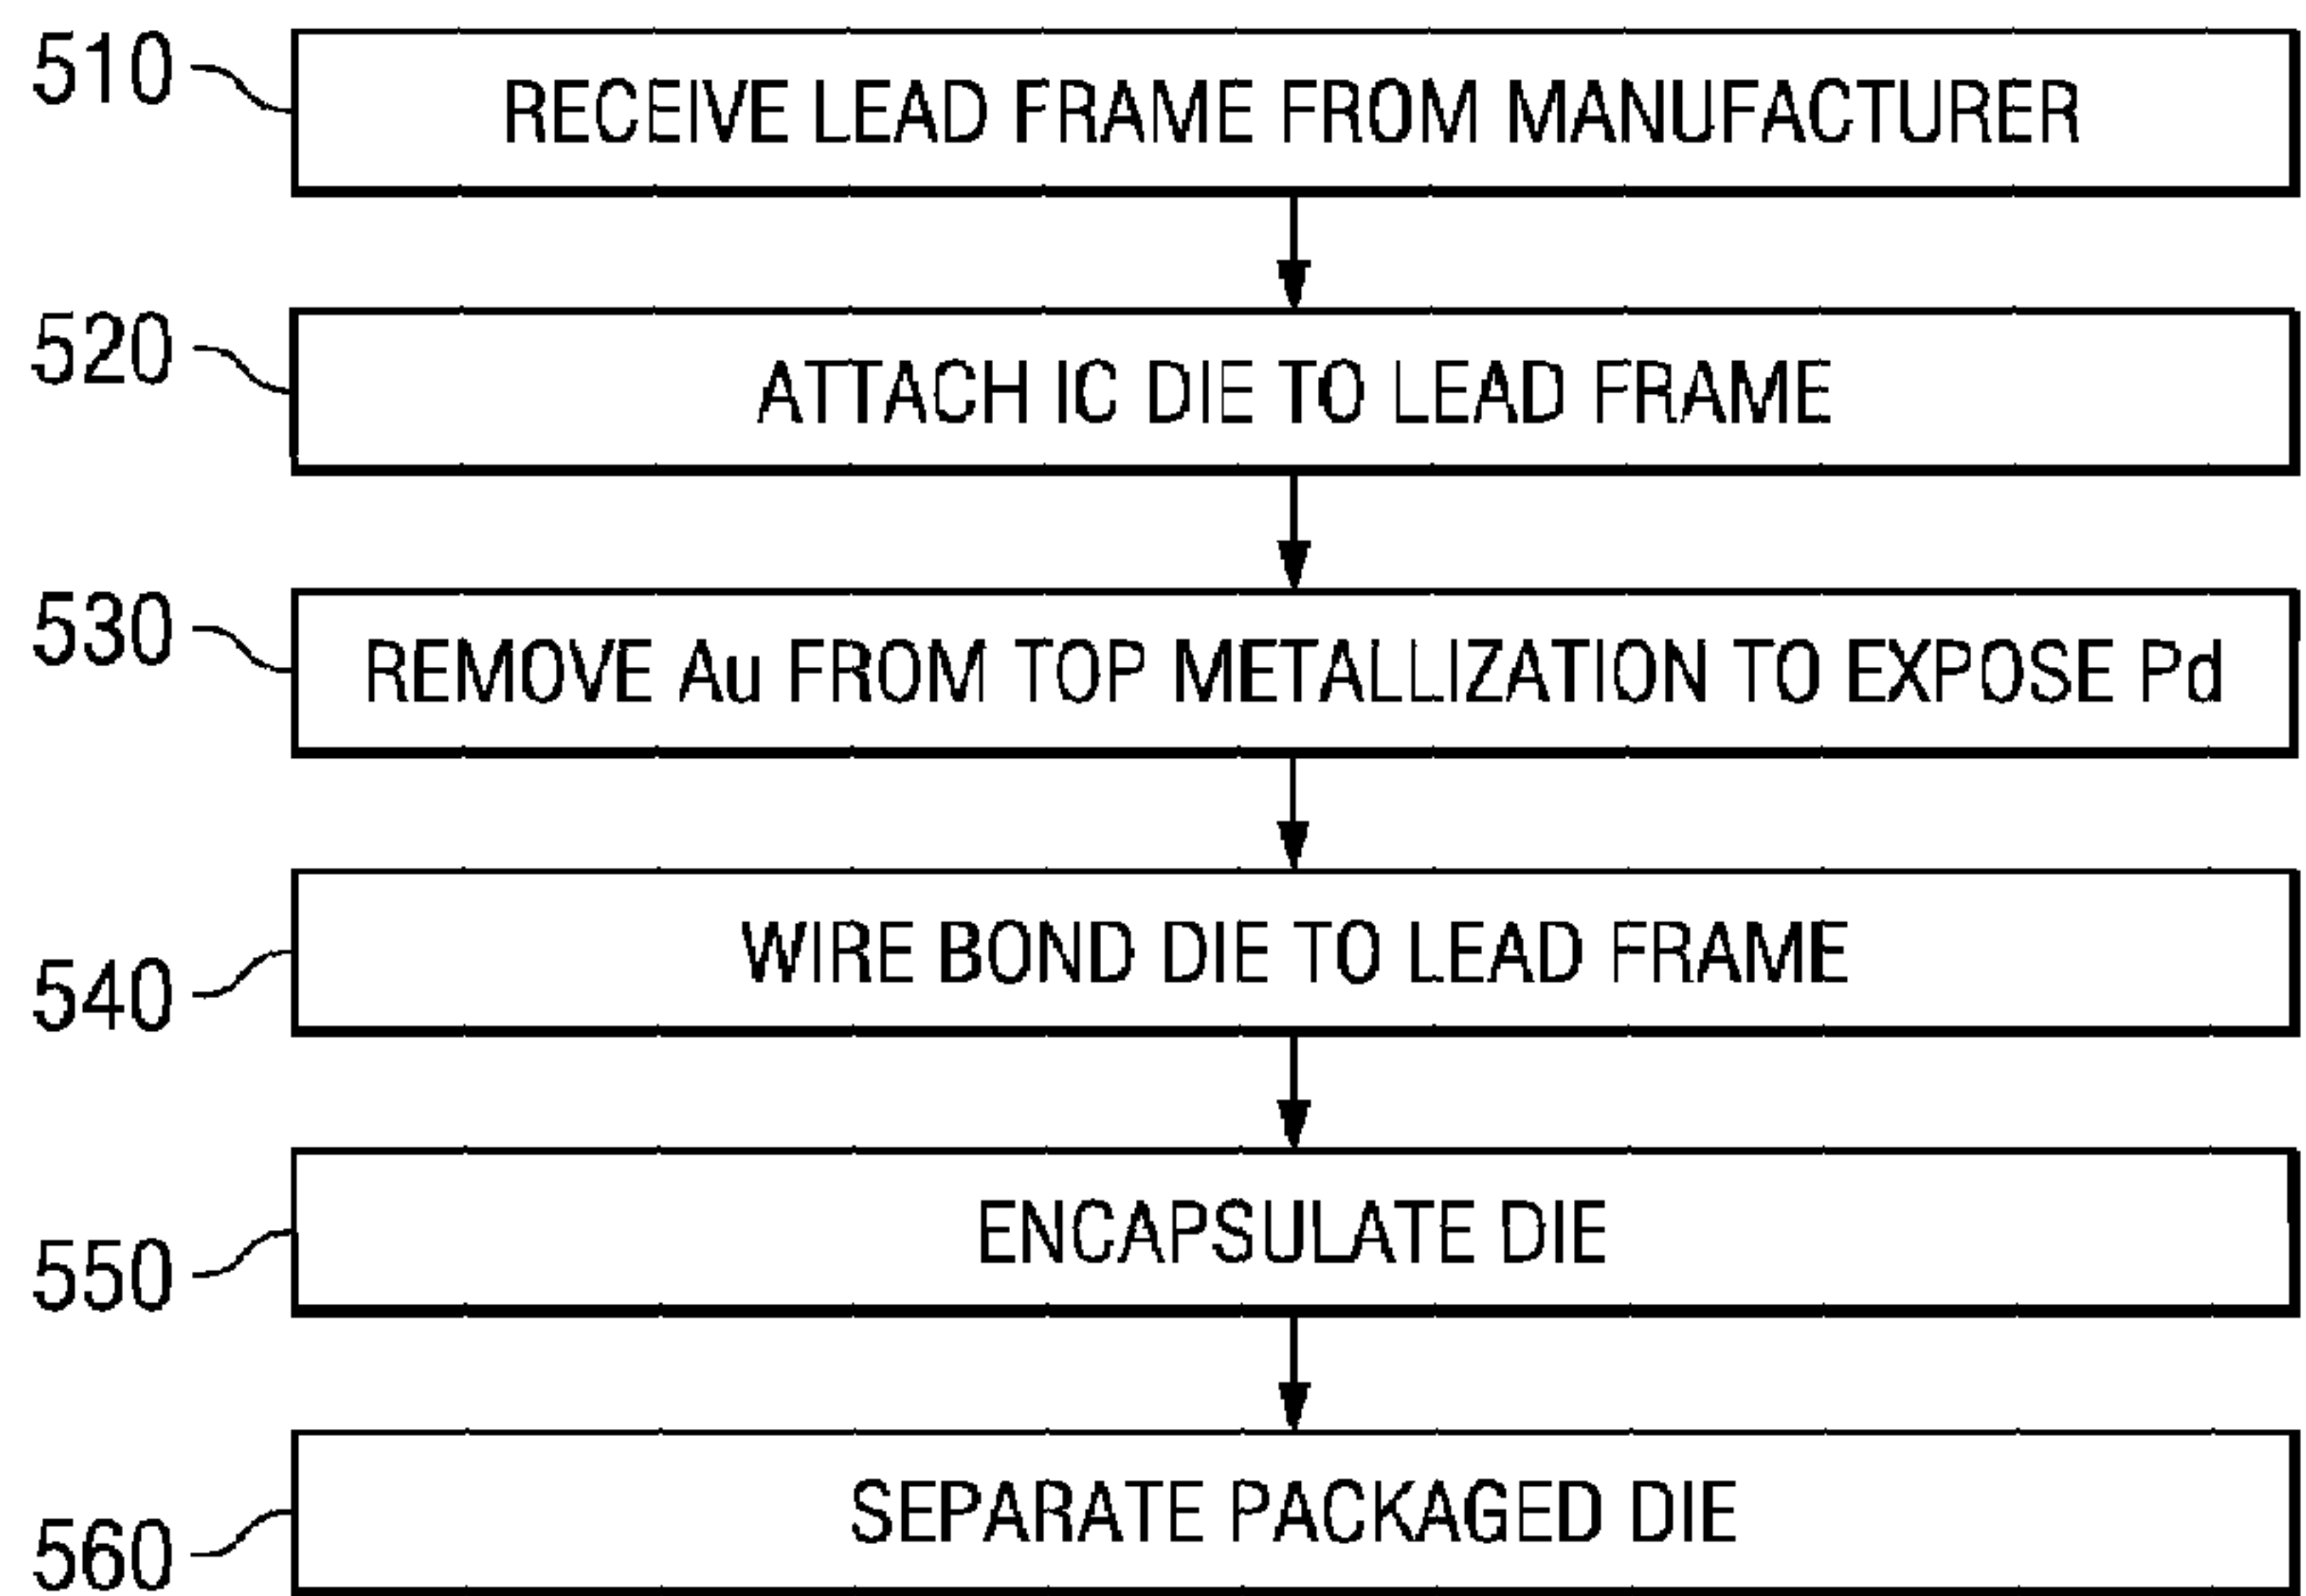 510
RECEIVE LEAD FRAME FROM MANUFACTURER
520
ATTACH IC DIE TO LEAD FRAME
530
REMOVE Au FROM TOP METALLIZATION TO EXPOSE Pd
540
WIRE BOND DIE TO LEAD FRAME
550
ENCAPSULATE DIE
560
SEPARATE PACKAGED DIE